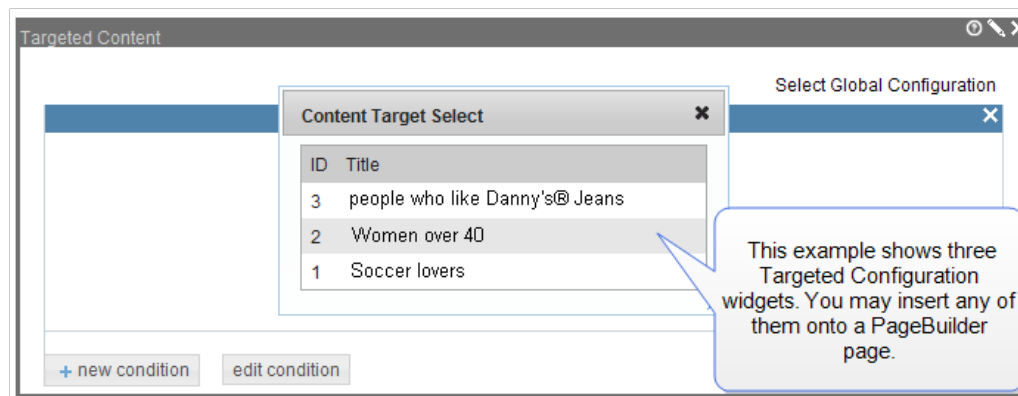 Targeted Content
Select Global Configuration
Content Target Select
ID Title
3 people who like Danny's® Jeans
2 Women over 40
1 Soccer lovers
This example shows three
Targeted Configuration
widgets. You may insert any of
them onto a PageBuilder
page.
+ new condition edit condition